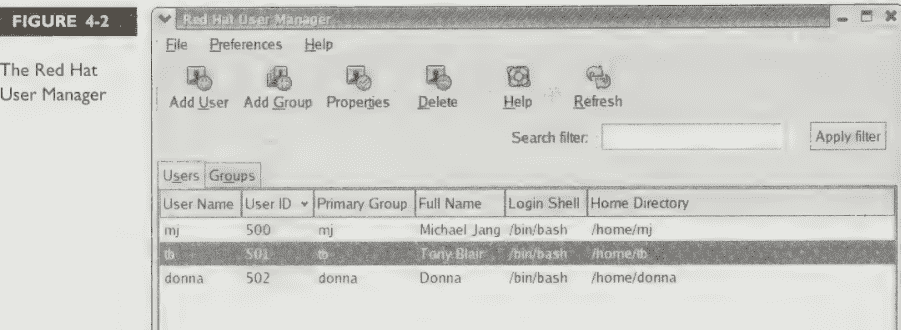 FIGURE 4-2
The Red Hat
User Manager
Red Hat User Manager
File Preferences Help
Add User Add Group Properties Delete Help Refresh
Search filter: Apply filter
Users Groups
User Name User ID Primary Group Full Name Login Shell Home Directory
mj 500 mj Michael Jang /bin/bash /home/mj
tb 501 tb Tony Blair /bin/bash /home/tb
donna 502 donna Donna /bin/bash /home/donna